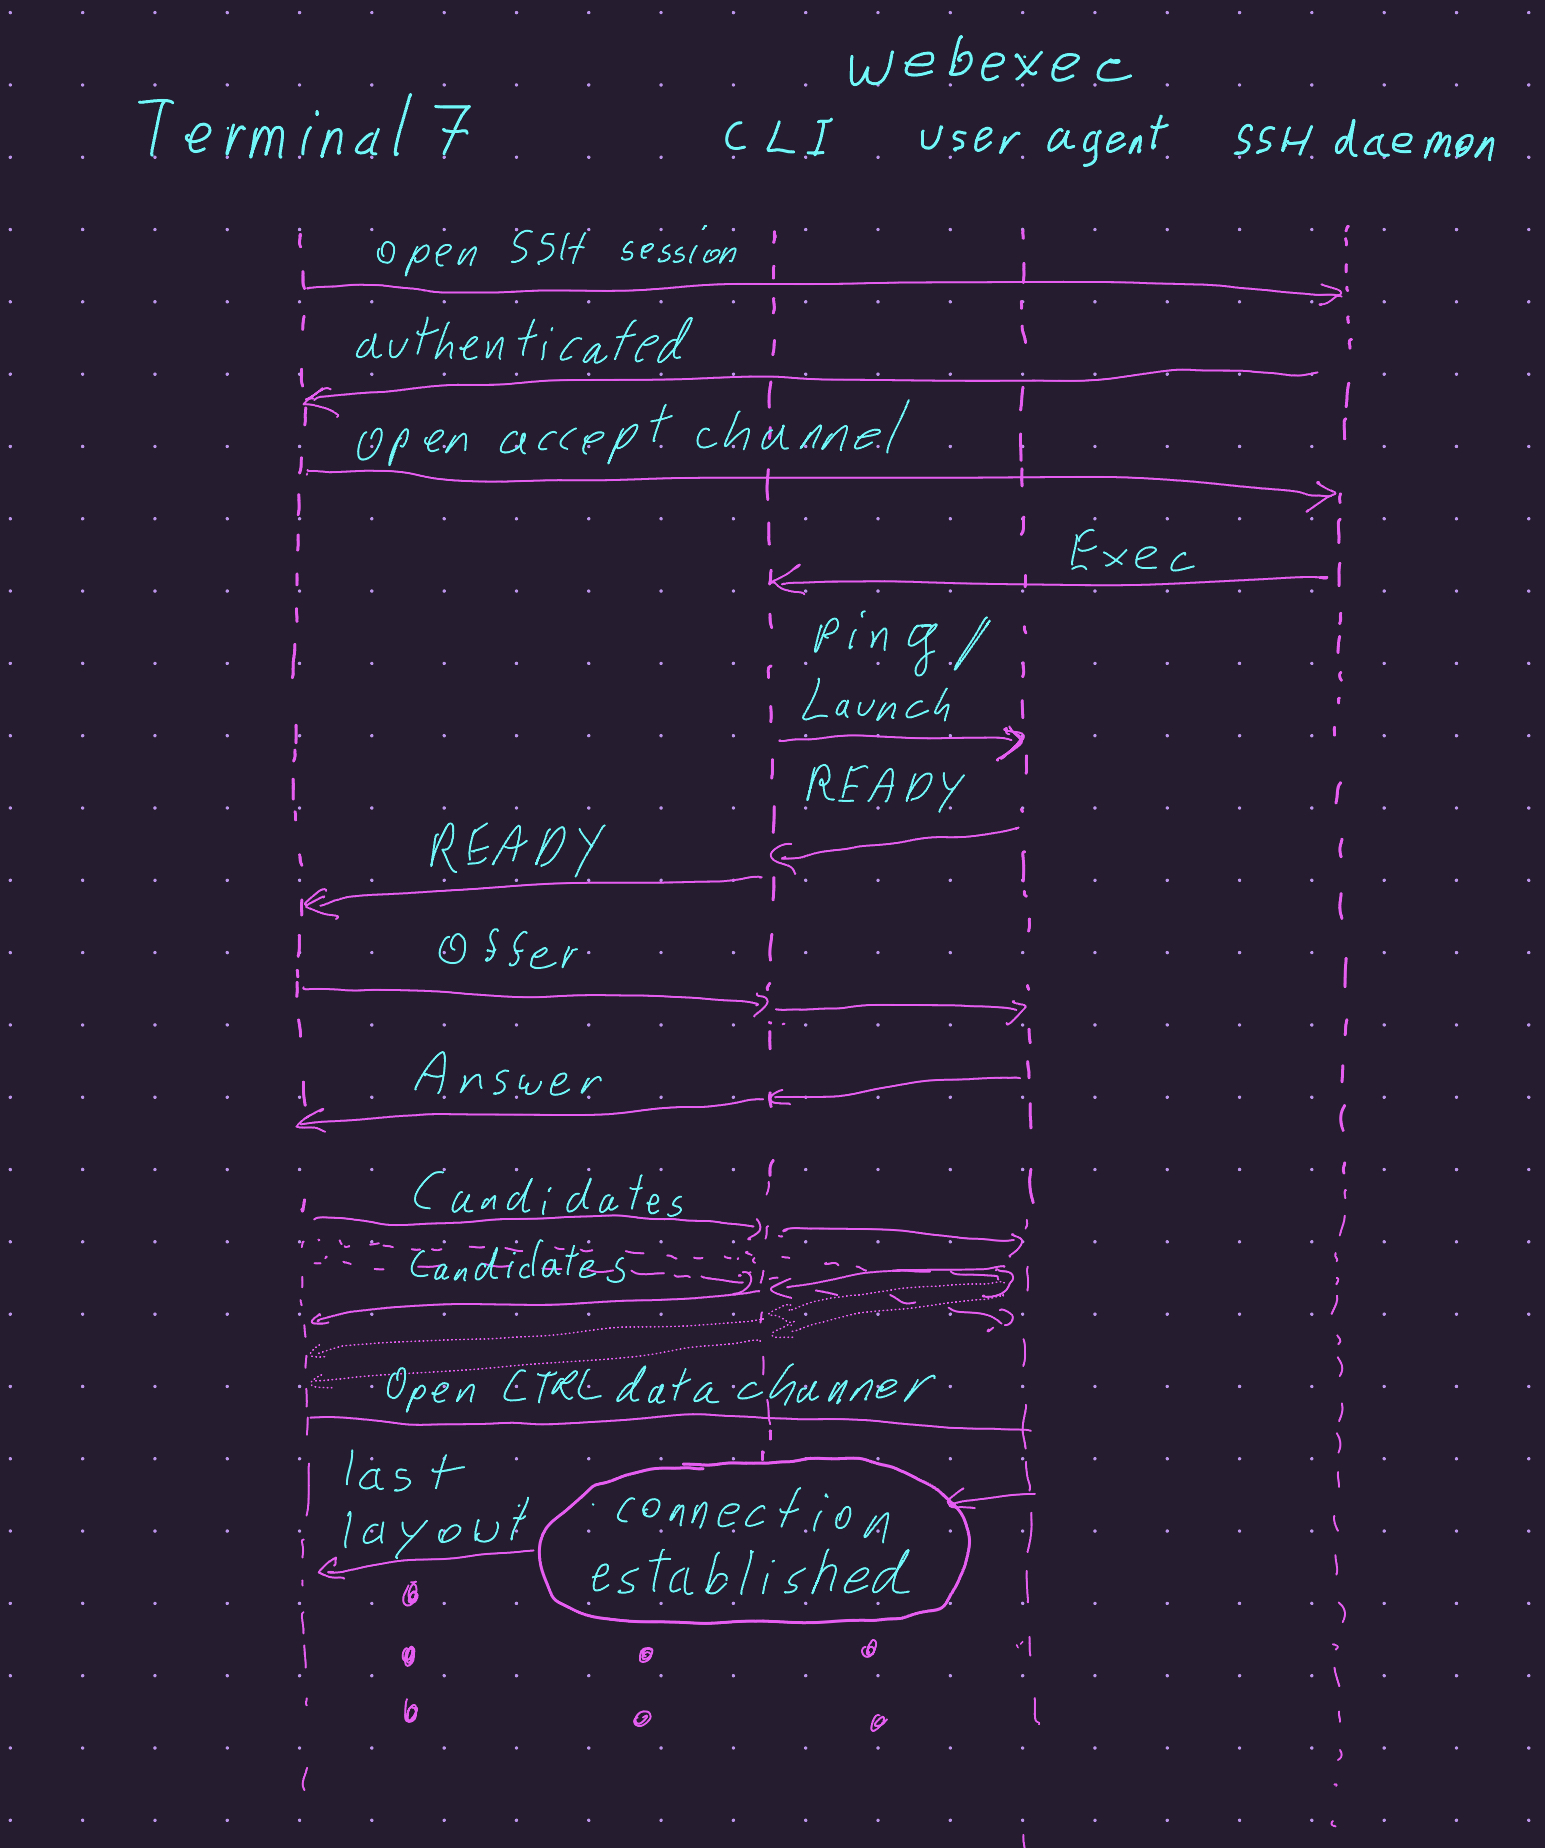 webexec
Terminal 7 CLI user agent SSH daemon
open SSH session
authenticated
open accept channel
Exec
Ping/
Launch
READY
READY
Offer
Answer
Candidates
Candidates
Open CTRL data channer
last
layout
connection
established